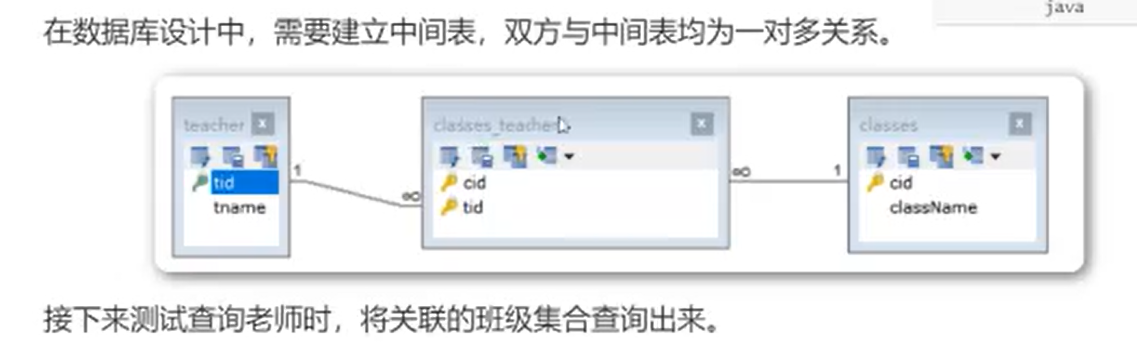 java
在数据库设计中，需要建立中间表，双方与中间表均为一对多关系。
teacher
classes_teacher
classes
tid
tname
1
∞
cid
tid
∞
1
cid
className
接下来测试查询老师时，将关联的班级集合查询出来。